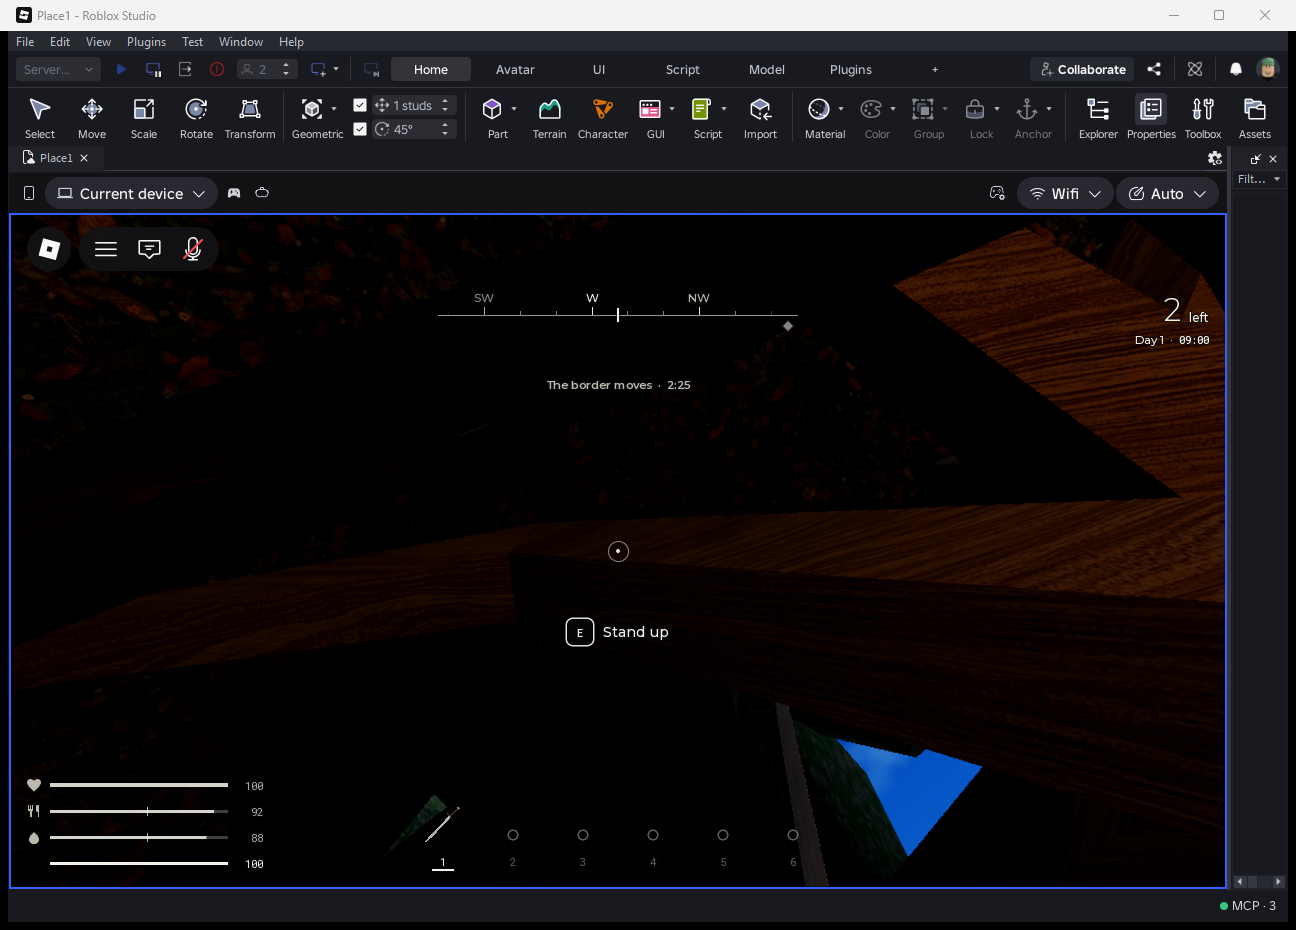 Place1 - Roblox Studio
File Edit View Plugins Test Window Help
Server... 2 Home Avatar UI Script Model Plugins + Collaborate
1 studs
45°
Select Move Scale Rotate Transform Geometric Part Terrain Character GUI Script Import Material Color Group Lock Anchor Explorer Properties Toolbox Assets
Place1
Filt...
Current device Wifi Auto
SW W NW
2 left
Day 1 · 09:00
The border moves · 2:25
E Stand up
100
92
88
100
1 2 3 4 5 6
MCP · 3